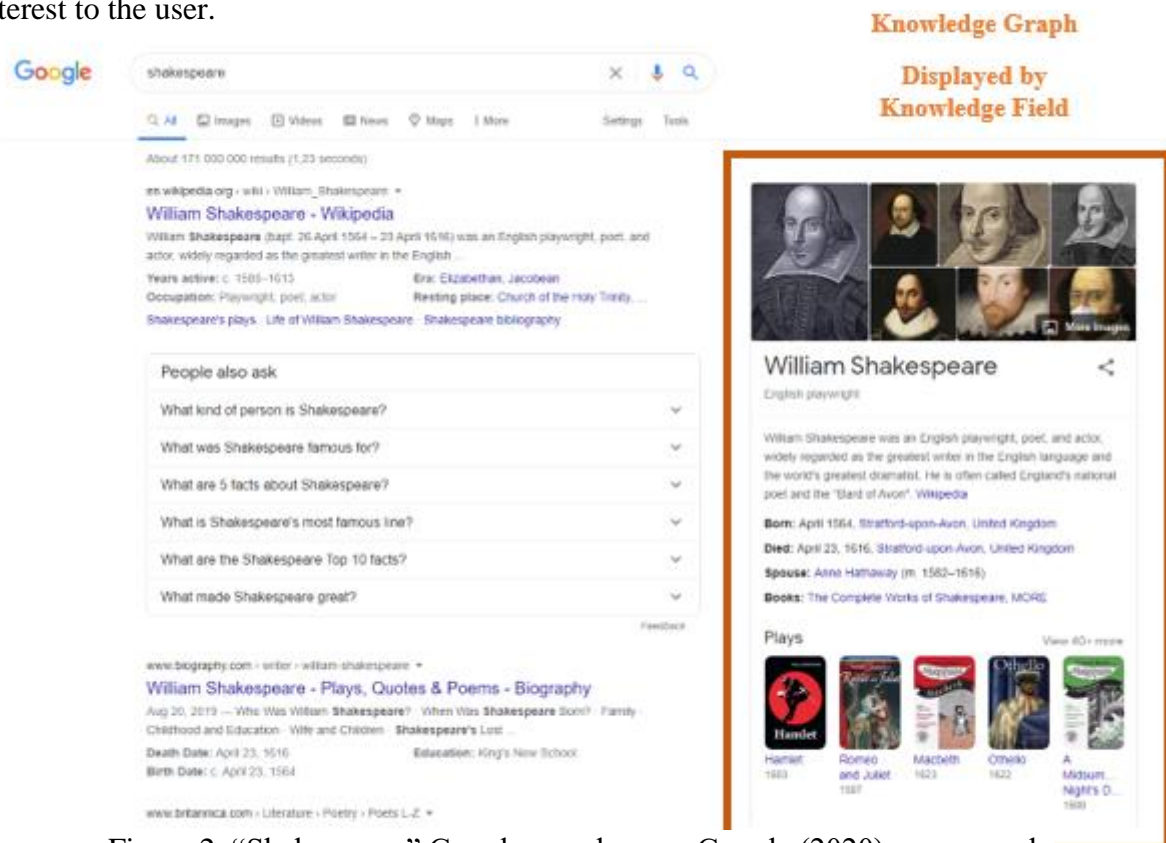 terest to the user.
Knowledge Graph
Displayed by
Knowledge Field
Google
shakespeare
All Images Videos News Maps More Settings Tools
About 171 000 000 results (1,23 seconds)
en.wikipedia.org › wiki › William_Shakespeare
William Shakespeare - Wikipedia
William Shakespeare (bapt. 26 April 1564 – 23 April 1616) was an English playwright, poet, and
actor, widely regarded as the greatest writer in the English ...
Years active: c. 1585–1613 Era: Elizabethan, Jacobean
Occupation: Playwright, poet, actor Resting place: Church of the Holy Trinity, ...
Shakespeare's plays · Life of William Shakespeare · Shakespeare bibliography
People also ask
What kind of person is Shakespeare?
What was Shakespeare famous for?
What are 5 facts about Shakespeare?
What is Shakespeare's most famous line?
What are the Shakespeare Top 10 facts?
What made Shakespeare great?
Feedback
www.biography.com › writer › william-shakespeare
William Shakespeare - Plays, Quotes & Poems - Biography
Aug 20, 2019 — Who Was William Shakespeare? · When Was Shakespeare Born? · Family ·
Childhood and Education · Wife and Children · Shakespeare's Lost ...
Death Date: April 23, 1616 Education: King's New School
Birth Date: c. April 23, 1564
www.britannica.com › Literature › Poetry › Poets L-Z
More images
William Shakespeare
English playwright
William Shakespeare was an English playwright, poet, and actor,
widely regarded as the greatest writer in the English language and
the world's greatest dramatist. He is often called England's national
poet and the "Bard of Avon". Wikipedia
Born: April 1564, Stratford-upon-Avon, United Kingdom
Died: April 23, 1616, Stratford-upon-Avon, United Kingdom
Spouse: Anne Hathaway (m. 1582–1616)
Books: The Complete Works of Shakespeare, MORE
Plays View 40+ more
Hamlet Romeo and Juliet Macbeth Othello
Hamlet Romeo Macbeth Othello A
1603 and Juliet 1623 1622 Midsum...
1597 Night's D...
1600